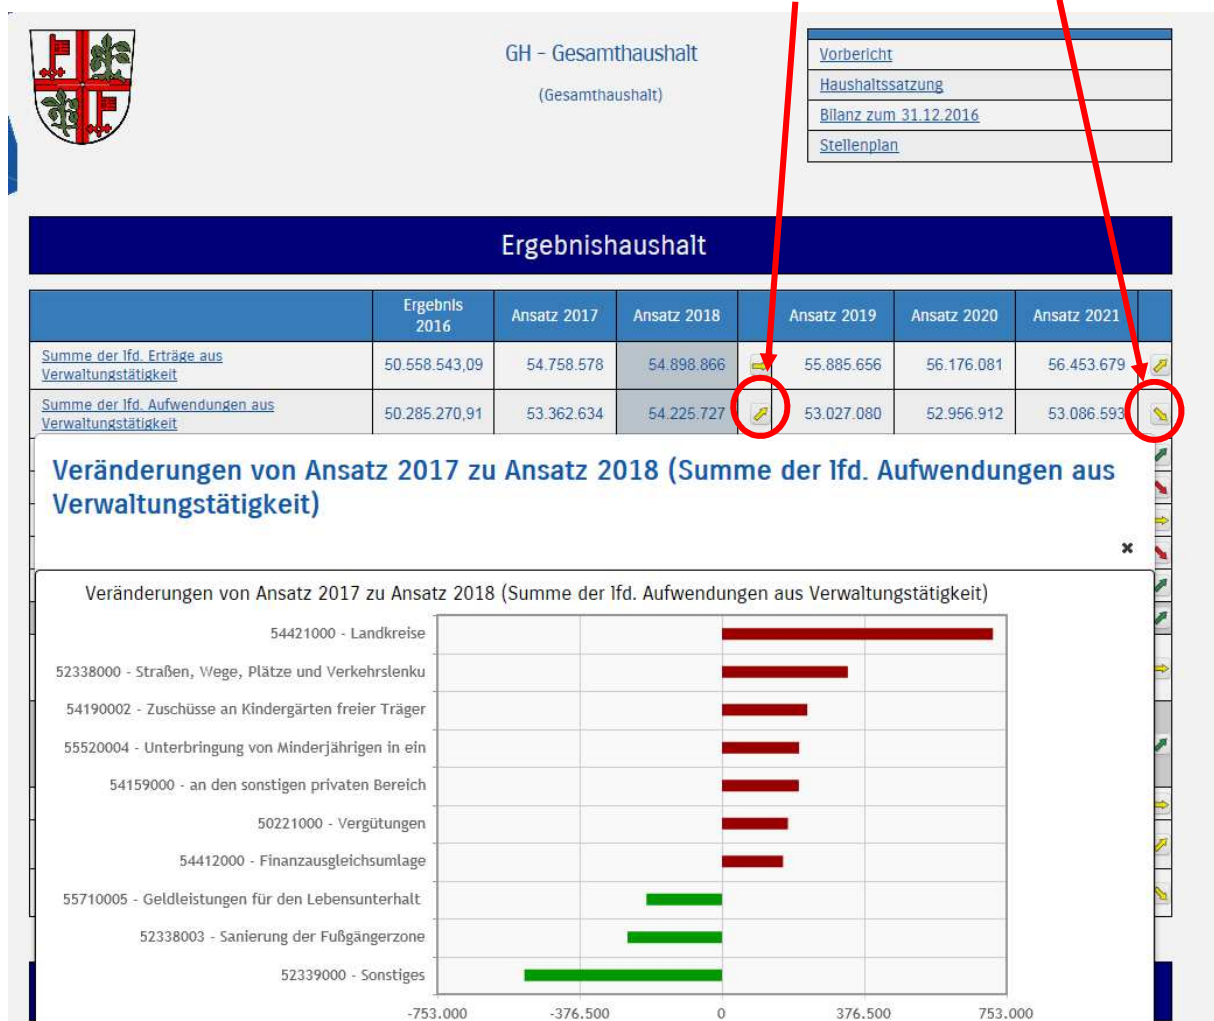 GH - Gesamthaushalt
(Gesamthaushalt)
Vorbericht
Haushaltssatzung
Bilanz zum 31.12.2016
Stellenplan
Ergebnishaushalt
Ergebnis 2016 Ansatz 2017 Ansatz 2018 Ansatz 2019 Ansatz 2020 Ansatz 2021
Summe der lfd. Erträge aus
Verwaltungstätigkeit 50.558.543,09 54.758.578 54.898.866 55.885.656 56.176.081 56.453.679
Summe der lfd. Aufwendungen aus
Verwaltungstätigkeit 50.285.270,91 53.362.634 54.225.727 53.027.080 52.956.912 53.086.593
Veränderungen von Ansatz 2017 zu Ansatz 2018 (Summe der lfd. Aufwendungen aus
Verwaltungstätigkeit)
Veränderungen von Ansatz 2017 zu Ansatz 2018 (Summe der lfd. Aufwendungen aus Verwaltungstätigkeit)
54421000 - Landkreise
52338000 - Straßen, Wege, Plätze und Verkehrslenku
54190002 - Zuschüsse an Kindergärten freier Träger
55520004 - Unterbringung von Minderjährigen in ein
54159000 - an den sonstigen privaten Bereich
50221000 - Vergütungen
54412000 - Finanzausgleichsumlage
55710005 - Geldleistungen für den Lebensunterhalt
52338003 - Sanierung der Fußgängerzone
52339000 - Sonstiges
-753.000 -376.500 0 376.500 753.000